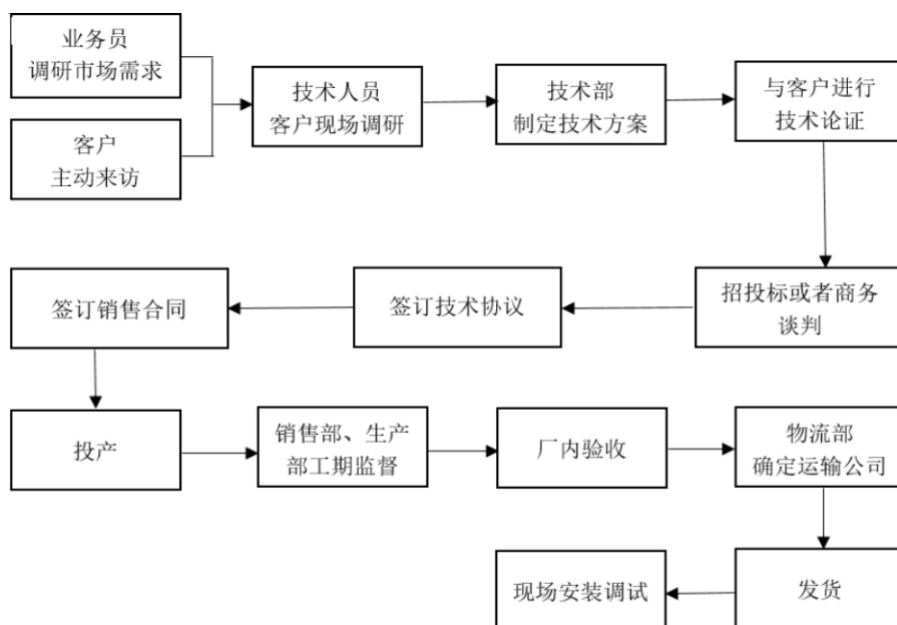 业务员
调研市场需求
客户
主动来访
技术人员
客户现场调研
技术部
制定技术方案
与客户进行
技术论证
招投标或者商务
谈判
签订技术协议
签订销售合同
投产
销售部、生产
部工期监督
厂内验收
物流部
确定运输公司
发货
现场安装调试